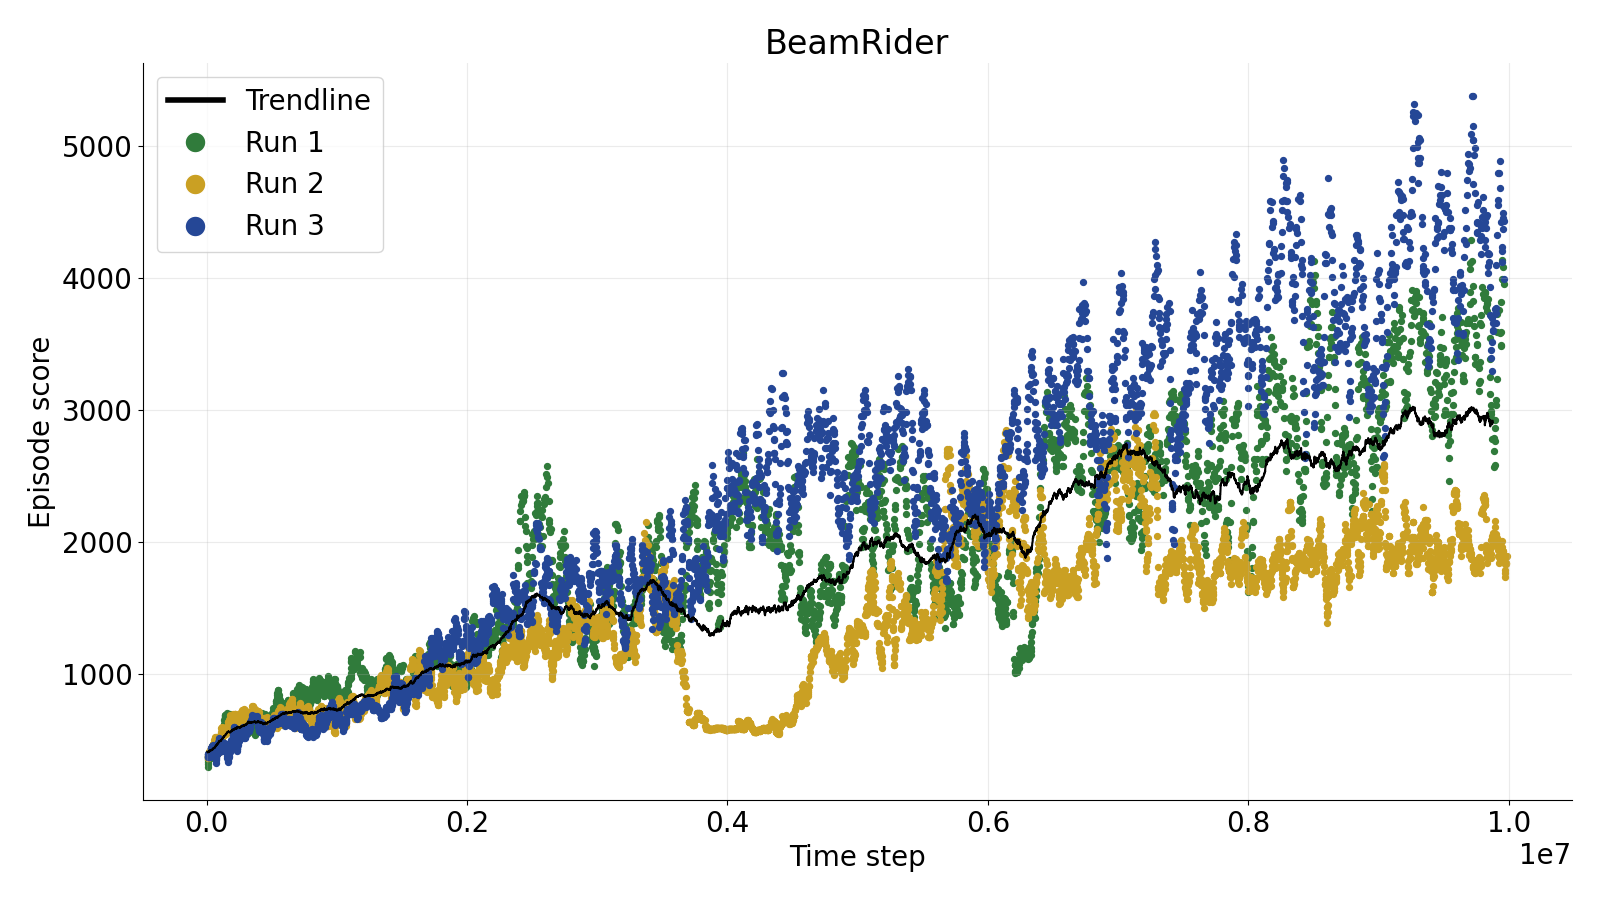 BeamRider
Trendline
Run 1
Run 2
Run 3
5000
4000
3000
2000
1000
Episode score
0.0 0.2 0.4 0.6 0.8 1.0
1e7
Time step